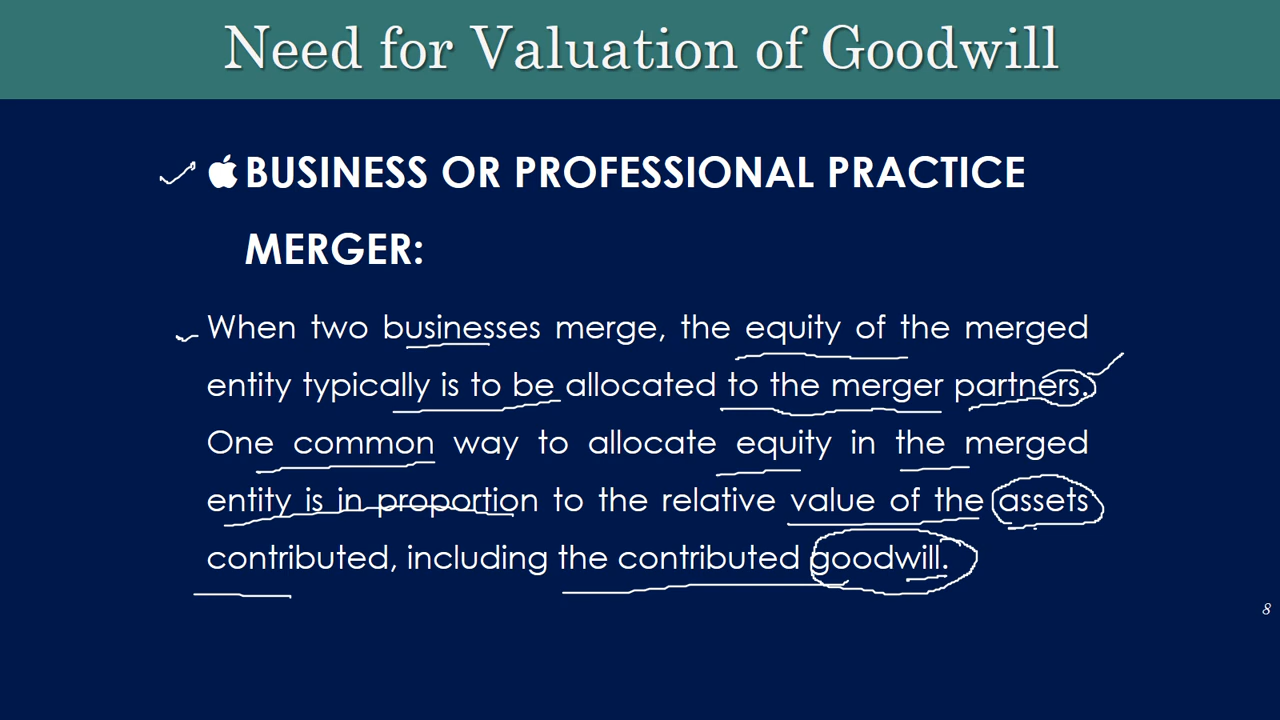 Need for Valuation of Goodwill
BUSINESS OR PROFESSIONAL PRACTICE
MERGER:
When two businesses merge, the equity of the merged
entity typically is to be allocated to the merger partners.
One common way to allocate equity in the merged
entity is in proportion to the relative value of the assets
contributed, including the contributed goodwill.
8